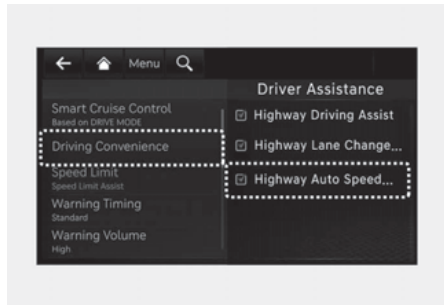 Menu
Driver Assistance
Smart Cruise Control
Based on DRIVE MODE
Driving Convenience
Speed Limit
Speed Limit Assist
Warning Timing
Standard
Warning Volume
High
Highway Driving Assist
Highway Lane Change...
Highway Auto Speed...